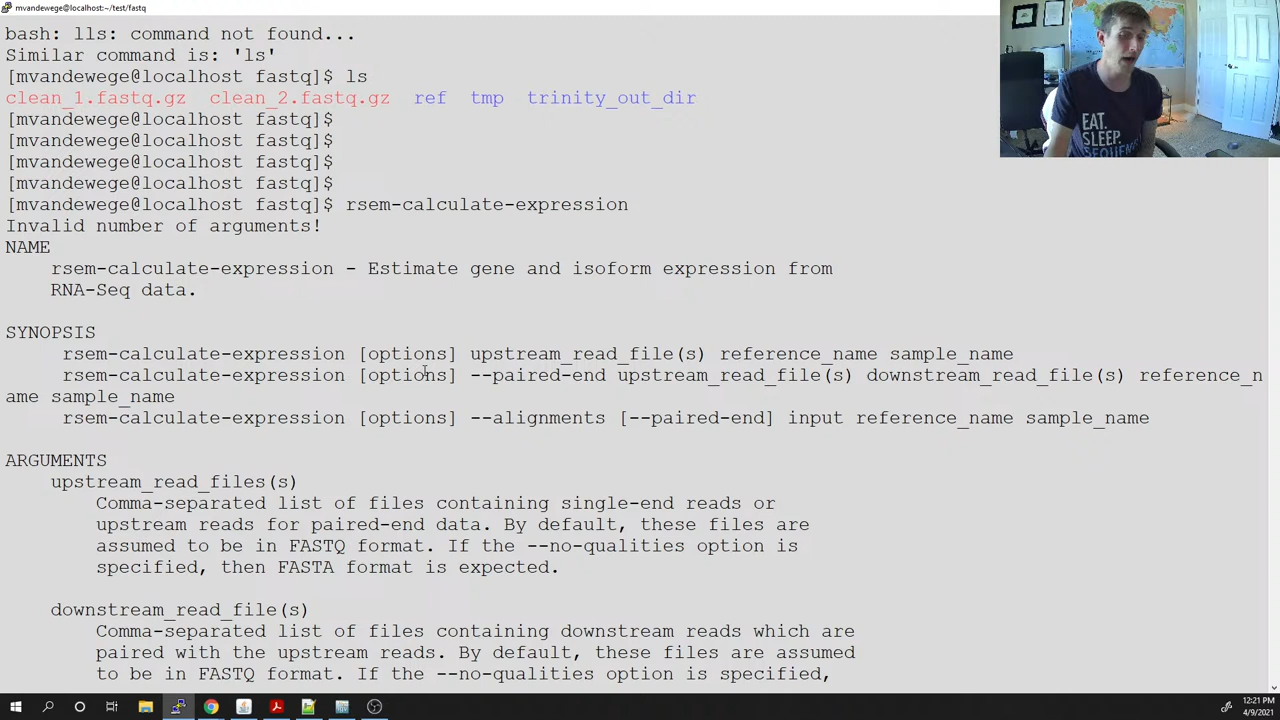 mvandewege@localhost:~/test/fastq
bash: lls: command not found...
Similar command is: 'ls'
[mvandewege@localhost fastq]$ ls
clean_1.fastq.gz  clean_2.fastq.gz  ref  tmp  trinity_out_dir
[mvandewege@localhost fastq]$
[mvandewege@localhost fastq]$
[mvandewege@localhost fastq]$
[mvandewege@localhost fastq]$
[mvandewege@localhost fastq]$ rsem-calculate-expression
Invalid number of arguments!
NAME
rsem-calculate-expression - Estimate gene and isoform expression from
RNA-Seq data.
SYNOPSIS
rsem-calculate-expression [options] upstream_read_file(s) reference_name sample_name
rsem-calculate-expression [options] --paired-end upstream_read_file(s) downstream_read_file(s) reference_n
ame sample_name
rsem-calculate-expression [options] --alignments [--paired-end] input reference_name sample_name
ARGUMENTS
upstream_read_files(s)
Comma-separated list of files containing single-end reads or
upstream reads for paired-end data. By default, these files are
assumed to be in FASTQ format. If the --no-qualities option is
specified, then FASTA format is expected.
downstream_read_file(s)
Comma-separated list of files containing downstream reads which are
paired with the upstream reads. By default, these files are assumed
to be in FASTQ format. If the --no-qualities option is specified,
EAT.
SLEEP.
SEQUENCE.
12:21 PM
4/9/2021